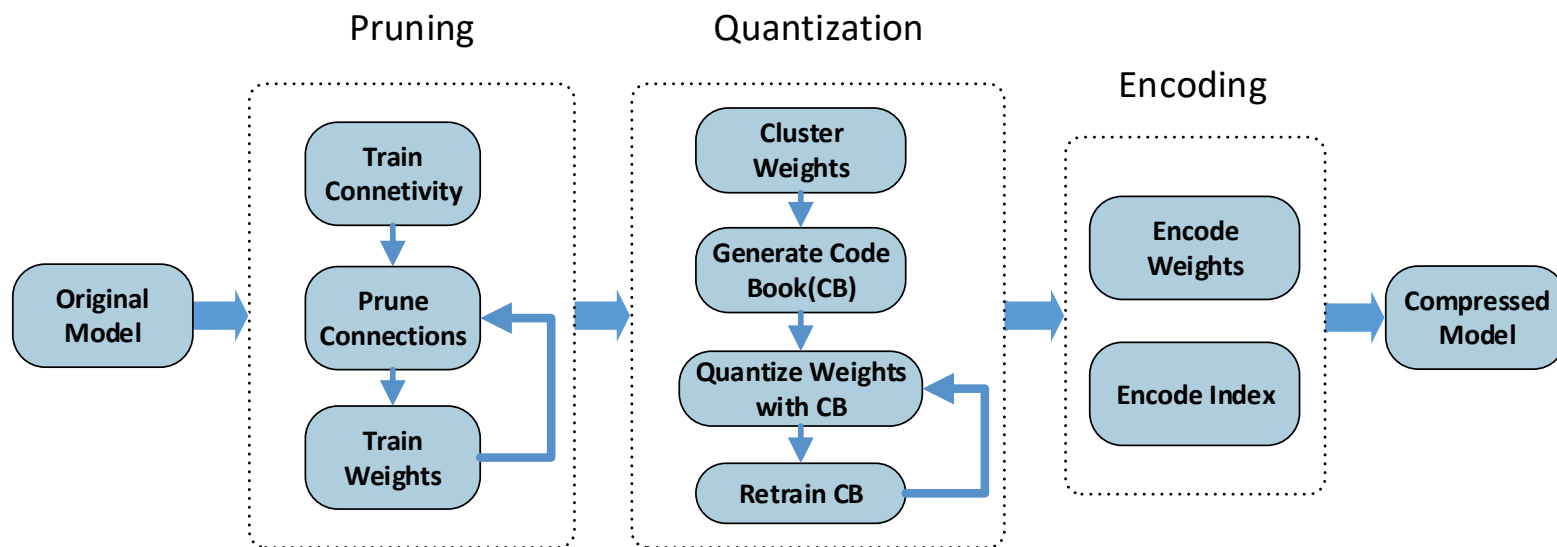 Pruning
Quantization
Encoding
Original
Model
Train
Connetivity
Prune
Connections
Train
Weights
Cluster
Weights
Generate Code
Book(CB)
Quantize Weights
with CB
Retrain CB
Encode
Weights
Encode Index
Compressed
Model